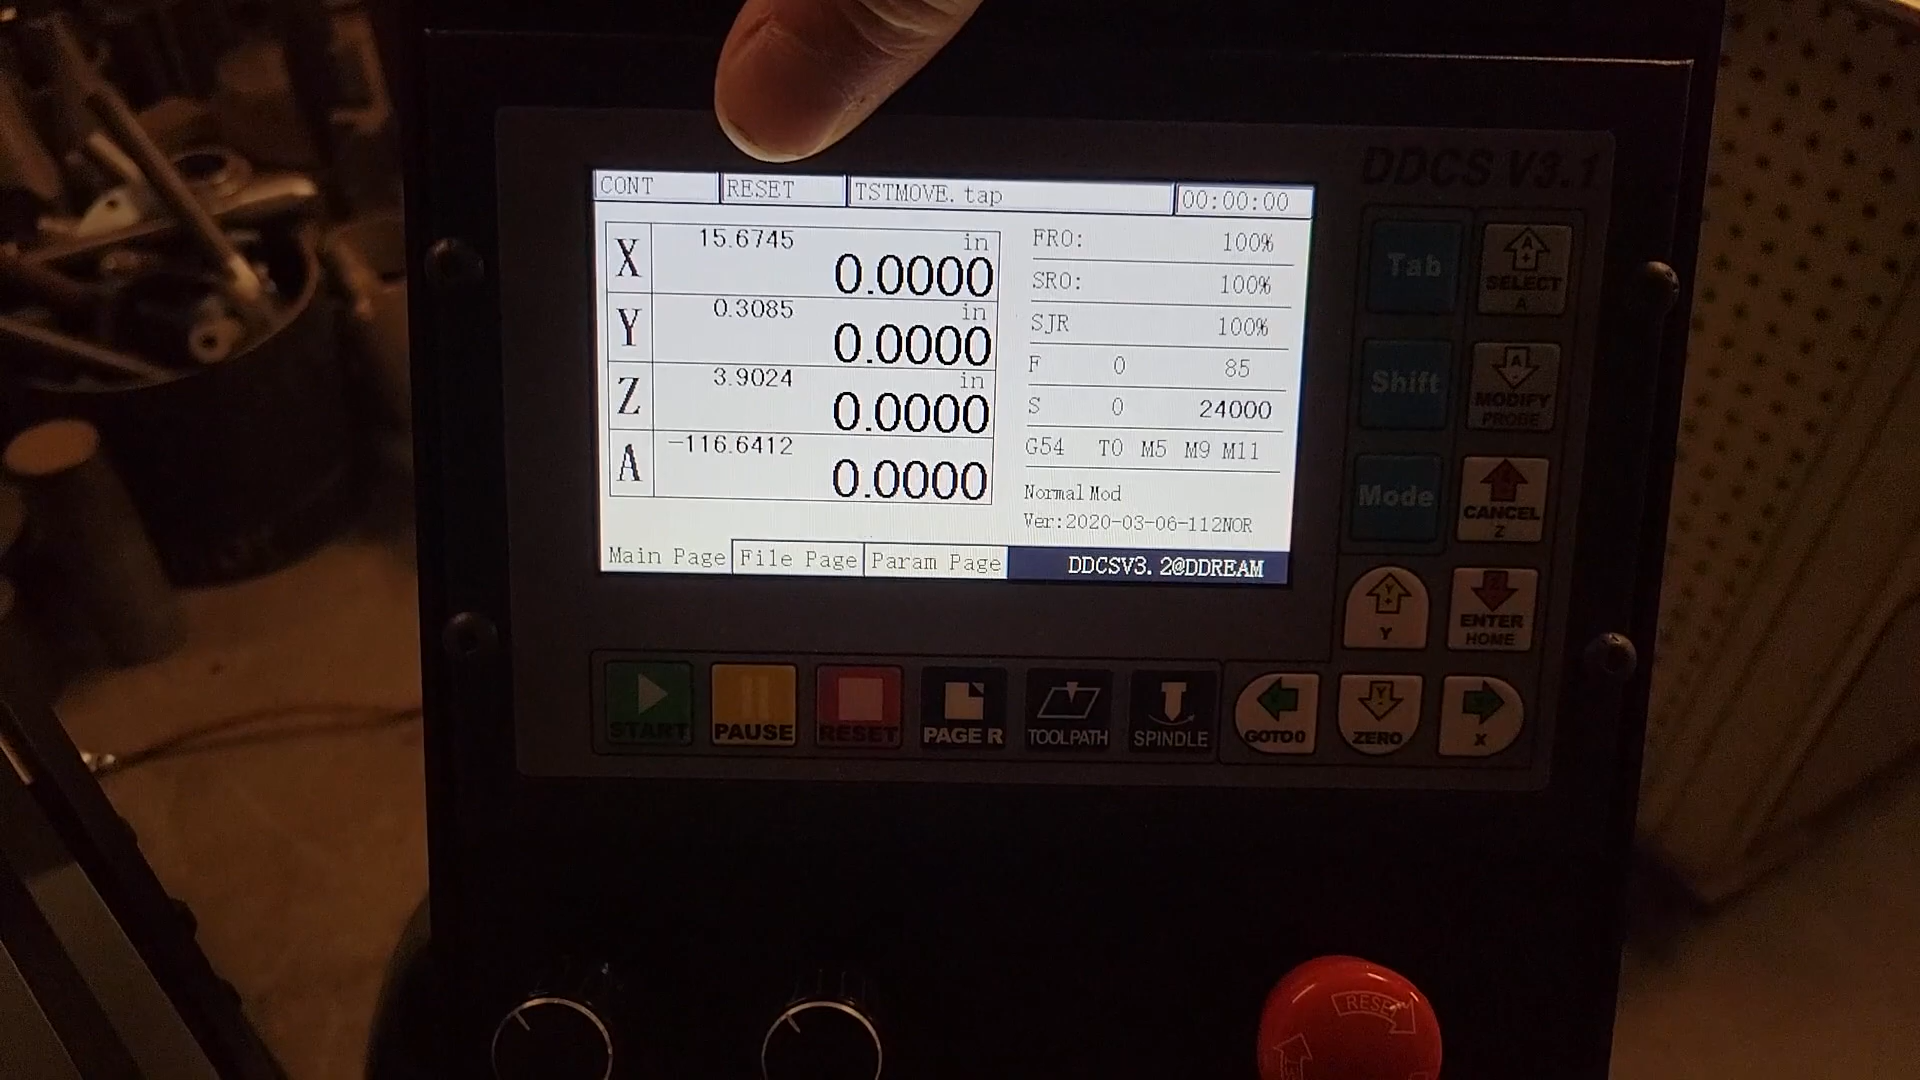 DDCS V3.1
CONT RESET TSTMOVE.tap 00:00:00
X 15.6745 in 0.0000
Y 0.3085 in 0.0000
Z 3.9024 in 0.0000
A -116.6412 0.0000
FRO: 100%
SRO: 100%
SJR 100%
F 0 85
S 0 24000
G54 T0 M5 M9 M11
Normal Mod
Ver:2020-03-06-112NOR
Main Page File Page Param Page DDCSV3.2@DDREAM
Tab
A+
SELECT
A
Shift
A-
MODIFY
PROBE
Mode
CANCEL
Z
Y+
Y
ENTER
HOME
START
PAUSE
RESET
PAGE R
TOOLPATH
SPINDLE
GOTO0
Y-
ZERO
X
RESET